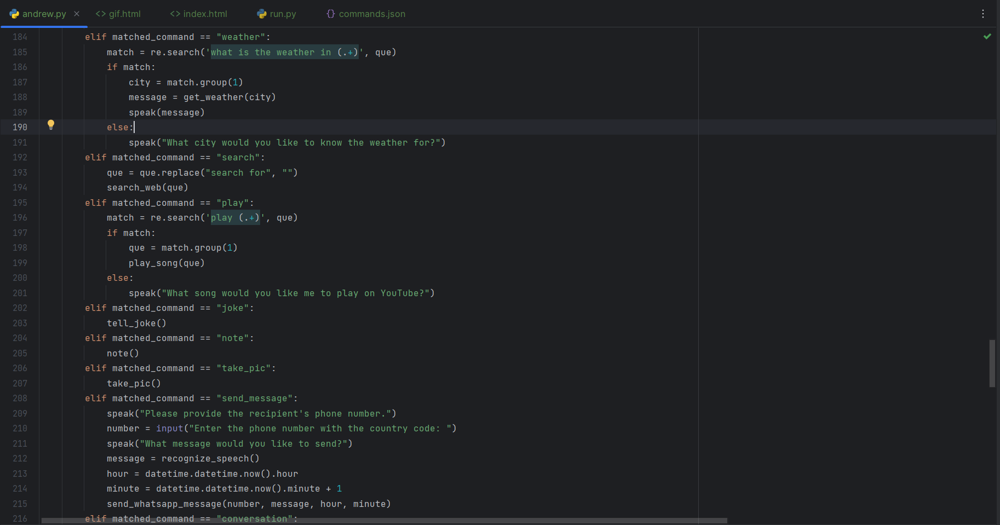 andrew.py gif.html index.html run.py commands.json
184 elif matched_command == "weather":
185 match = re.search('what is the weather in (.+)', que)
186 if match:
187 city = match.group(1)
188 message = get_weather(city)
189 speak(message)
190 else:
191 speak("What city would you like to know the weather for?")
192 elif matched_command == "search":
193 que = que.replace("search for", "")
194 search_web(que)
195 elif matched_command == "play":
196 match = re.search('play (.+)', que)
197 if match:
198 que = match.group(1)
199 play_song(que)
200 else:
201 speak("What song would you like me to play on YouTube?")
202 elif matched_command == "joke":
203 tell_joke()
204 elif matched_command == "note":
205 note()
206 elif matched_command == "take_pic":
207 take_pic()
208 elif matched_command == "send_message":
209 speak("Please provide the recipient's phone number.")
210 number = input("Enter the phone number with the country code: ")
211 speak("What message would you like to send?")
212 message = recognize_speech()
213 hour = datetime.datetime.now().hour
214 minute = datetime.datetime.now().minute + 1
215 send_whatsapp_message(number, message, hour, minute)
216 elif matched_command == "conversation":